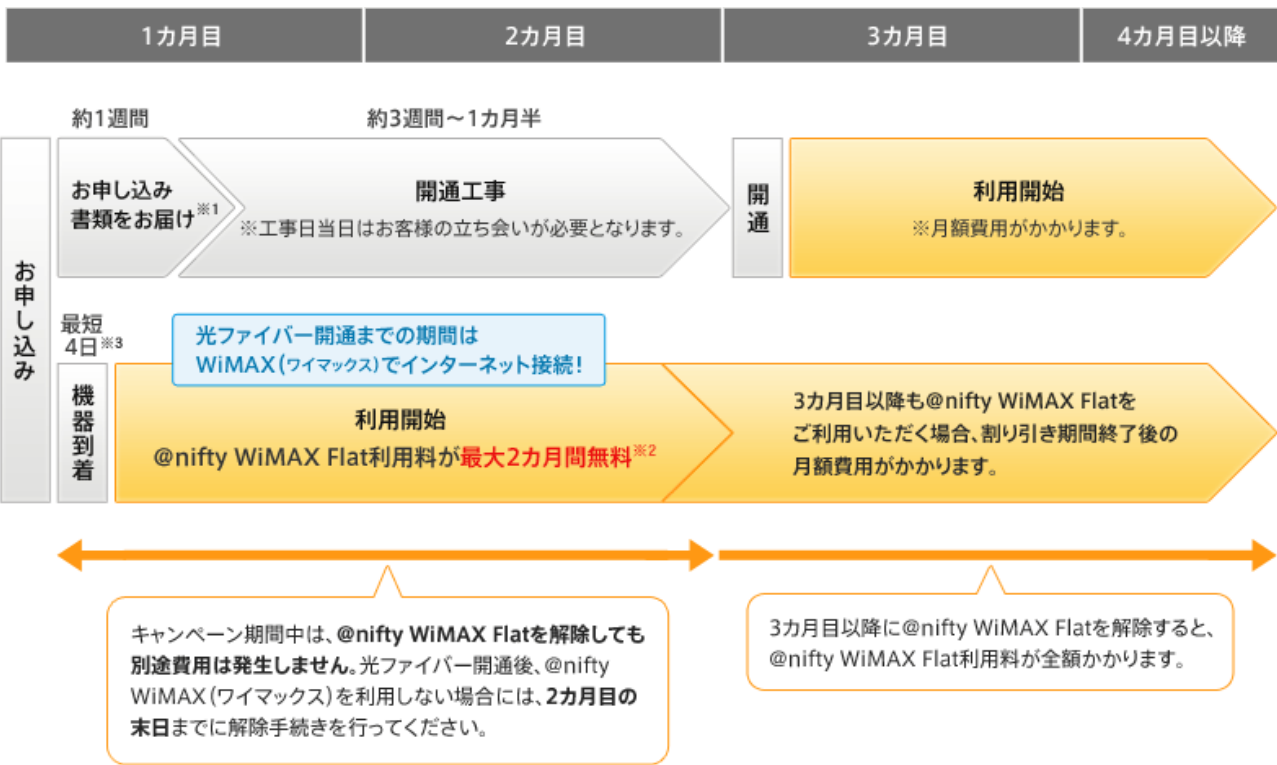 1カ月目
2カ月目
3カ月目
4カ月目以降
約1週間
約3週間～1カ月半
お申し込み
お申し込み
書類をお届け※1
開通工事
※工事日当日はお客様の立ち会いが必要となります。
開通
利用開始
※月額費用がかかります。
最短
4日※3
機器到着
光ファイバー開通までの期間は
WiMAX(ワイマックス)でインターネット接続！
利用開始
@nifty WiMAX Flat利用料が最大2カ月間無料※2
3カ月目以降も@nifty WiMAX Flatを
ご利用いただく場合、割り引き期間終了後の
月額費用がかかります。
キャンペーン期間中は、@nifty WiMAX Flatを解除しても
別途費用は発生しません。光ファイバー開通後、@nifty
WiMAX(ワイマックス)を利用しない場合には、2カ月目の
末日までに解除手続きを行ってください。
3カ月目以降に@nifty WiMAX Flatを解除すると、
@nifty WiMAX Flat利用料が全額かかります。